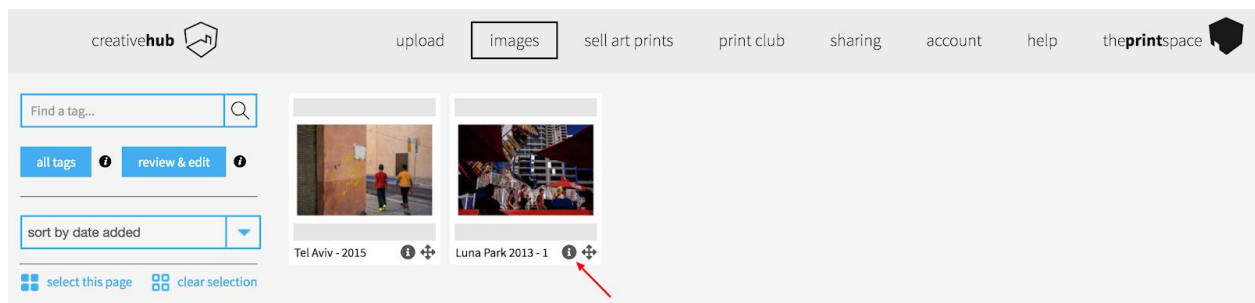 creativehub
upload images sell art prints print club sharing account help theprintspace
Find a tag...
all tags i review & edit i
sort by date added
select this page clear selection
Tel Aviv - 2015 i
Luna Park 2013 - 1 i